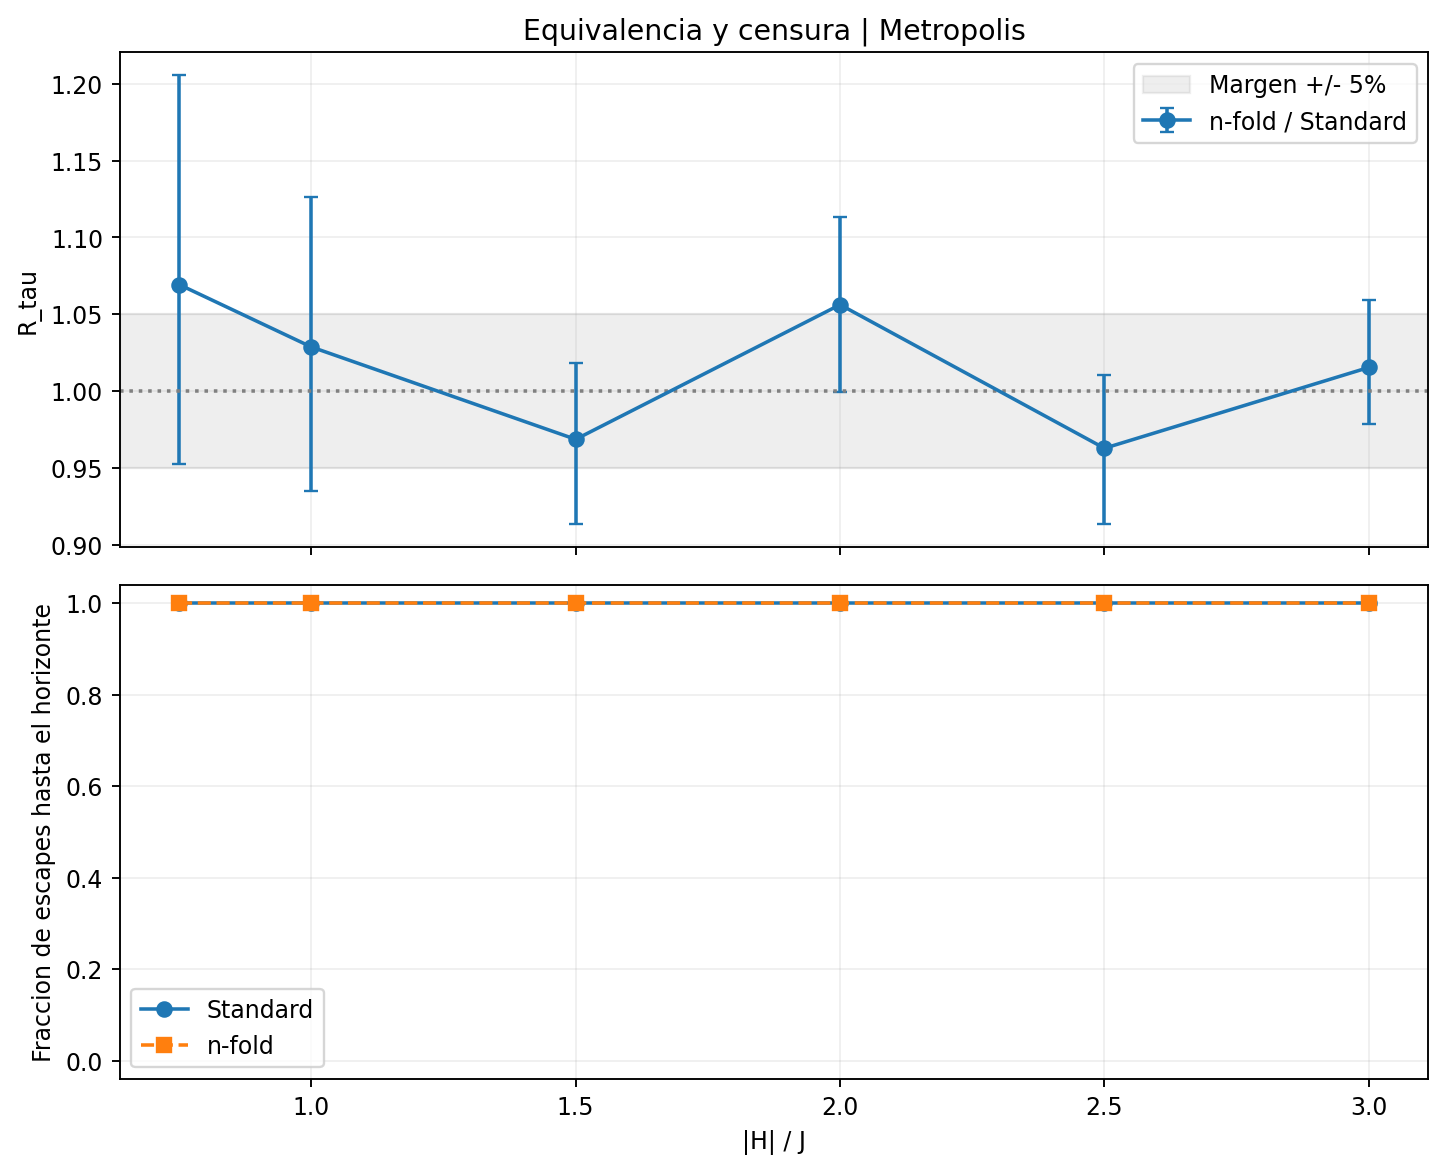 Equivalencia y censura | Metropolis
R_tau
1.20
1.15
1.10
1.05
1.00
0.95
0.90
Margen +/- 5%
n-fold / Standard
Fraccion de escapes hasta el horizonte
1.0
0.8
0.6
0.4
0.2
0.0
Standard
n-fold
1.0 1.5 2.0 2.5 3.0
|H| / J